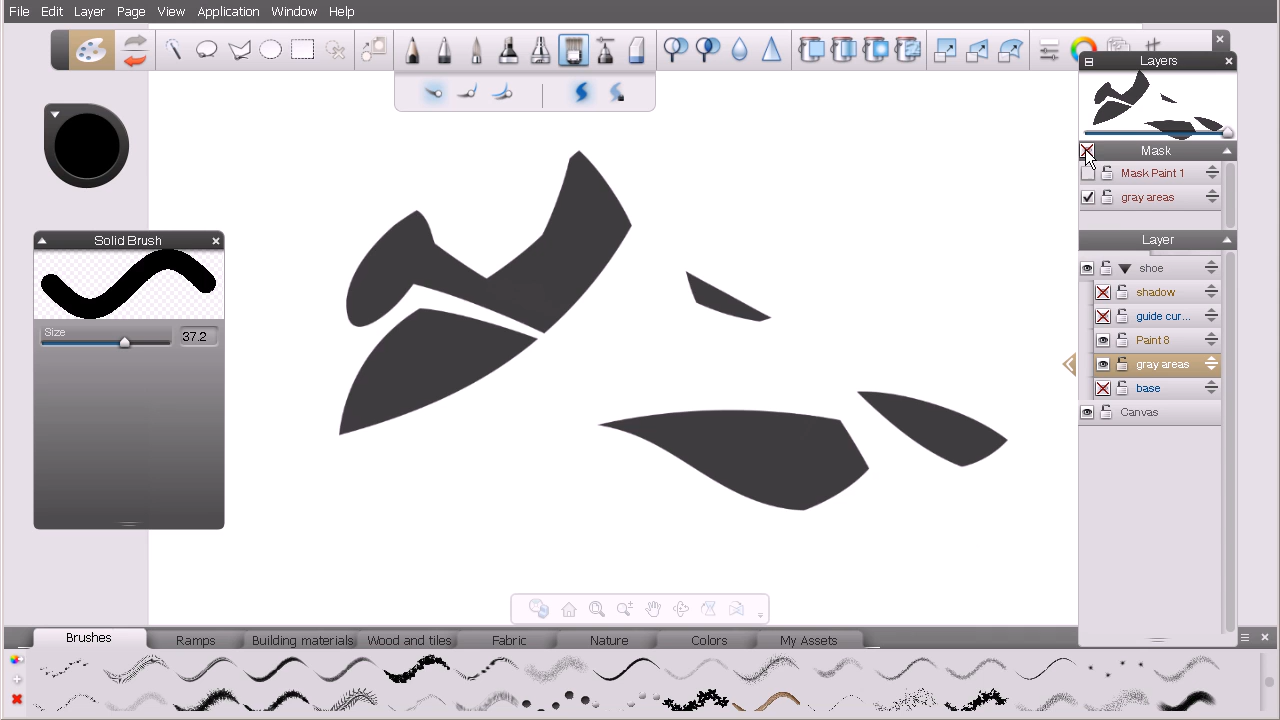 File Edit Layer Page View Application Window Help
Layers
Mask
Mask Paint 1
gray areas
Solid Brush
Size
37.2
Layer
shoe
shadow
guide cur...
Paint 8
gray areas
base
Canvas
Brushes Ramps Building materials Wood and tiles Fabric Nature Colors My Assets